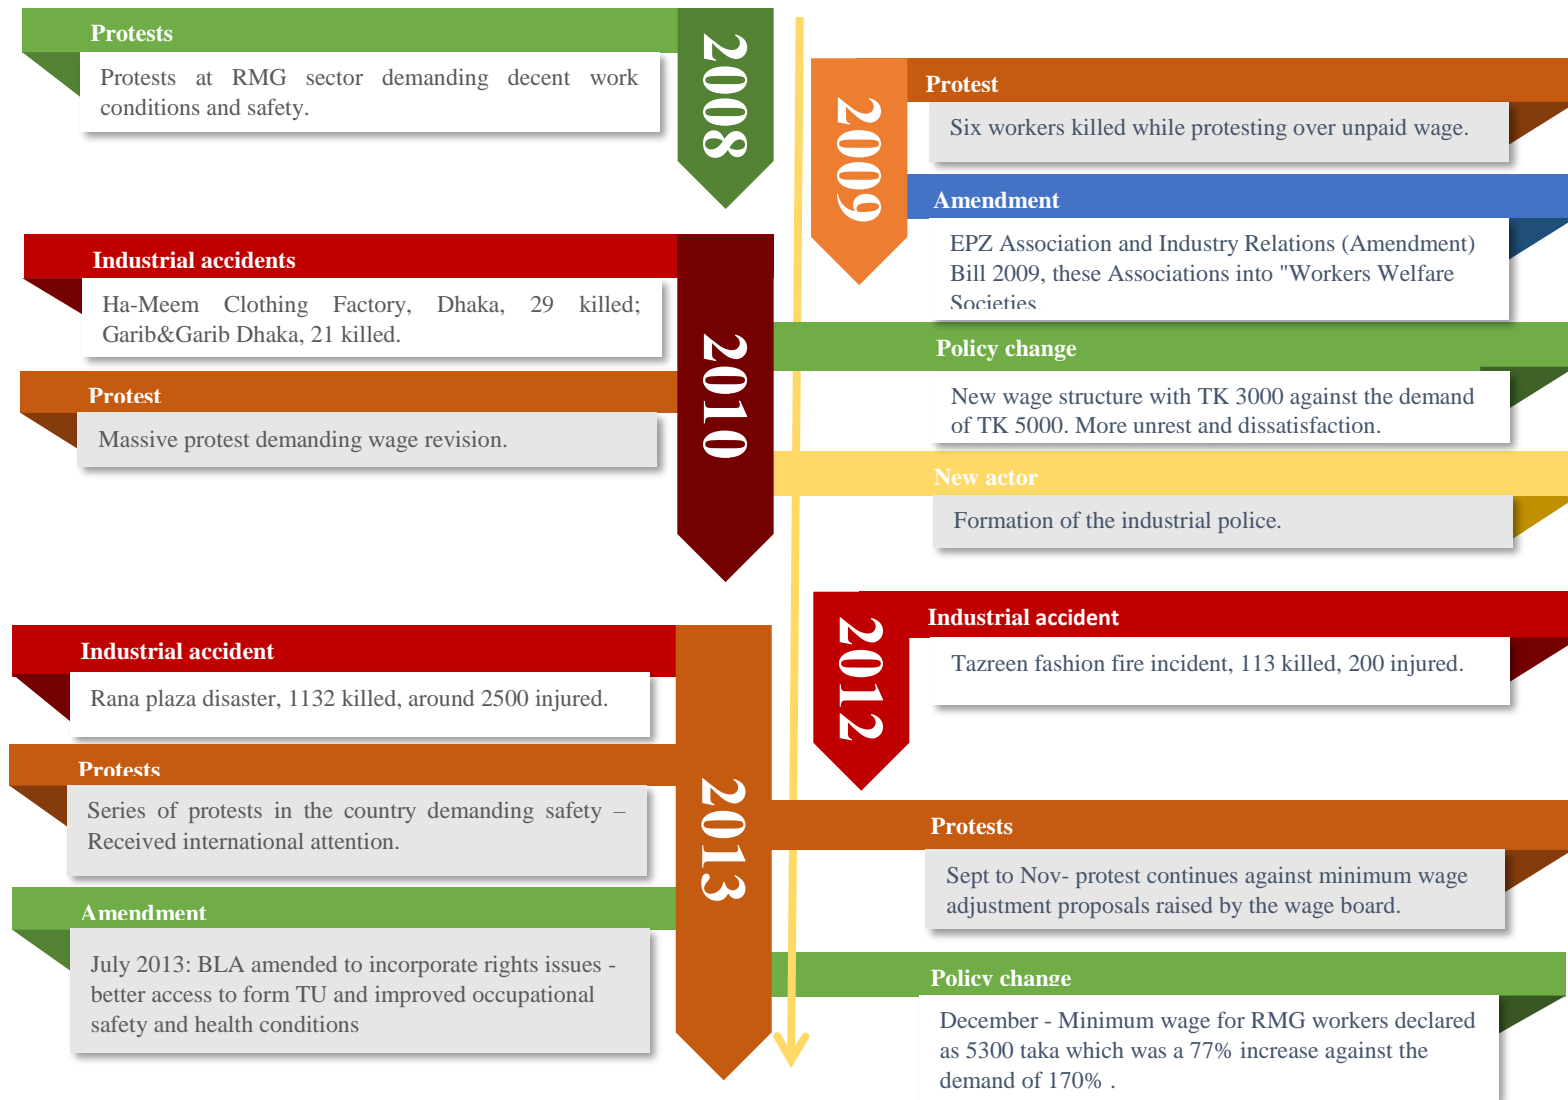 Protests
Protests at RMG sector demanding decent work
conditions and safety.
2008
2009
Protest
Six workers killed while protesting over unpaid wage.
Amendment
EPZ Association and Industry Relations (Amendment)
Bill 2009, these Associations into "Workers Welfare
Societies.
Industrial accidents
Ha-Meem Clothing Factory, Dhaka, 29 killed;
Garib&Garib Dhaka, 21 killed.
Protest
Massive protest demanding wage revision.
2010
Policy change
New wage structure with TK 3000 against the demand
of TK 5000. More unrest and dissatisfaction.
New actor
Formation of the industrial police.
2012
Industrial accident
Tazreen fashion fire incident, 113 killed, 200 injured.
Industrial accident
Rana plaza disaster, 1132 killed, around 2500 injured.
Protests
Series of protests in the country demanding safety –
Received international attention.
Amendment
July 2013: BLA amended to incorporate rights issues -
better access to form TU and improved occupational
safety and health conditions
2013
Protests
Sept to Nov- protest continues against minimum wage
adjustment proposals raised by the wage board.
Policy change
December - Minimum wage for RMG workers declared
as 5300 taka which was a 77% increase against the
demand of 170% .